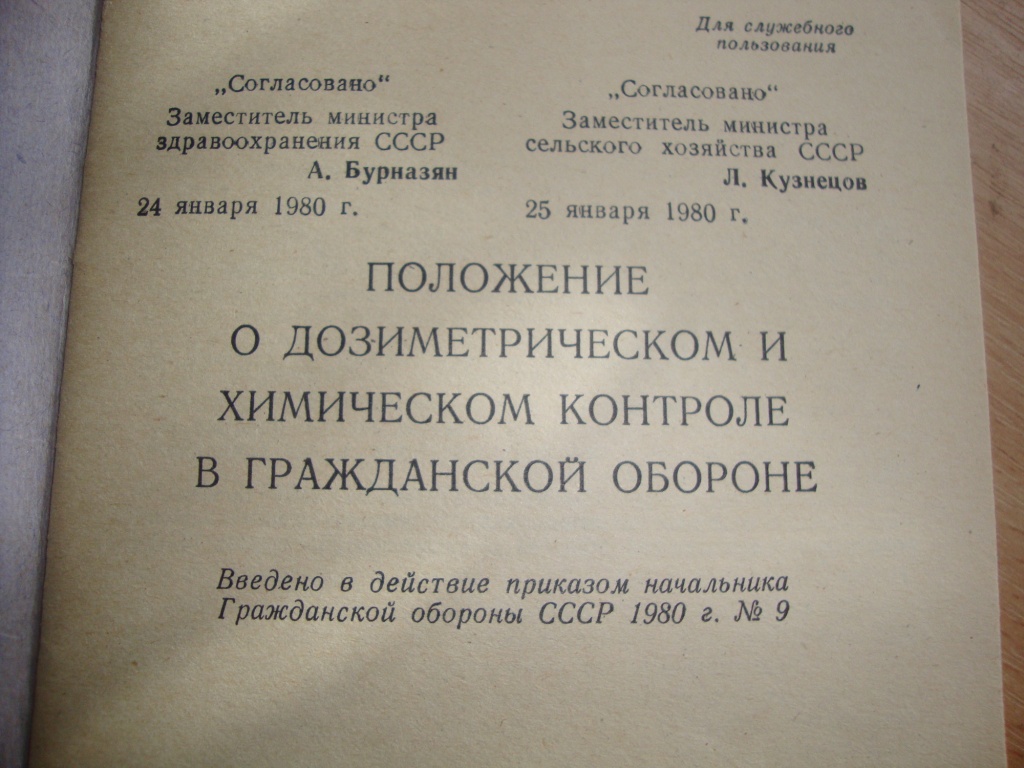 Для служебного
пользования
„Согласовано“
Заместитель министра
здравоохранения СССР
А. Бурназян
24 января 1980 г.
„Согласовано“
Заместитель министра
сельского хозяйства СССР
Л. Кузнецов
25 января 1980 г.
ПОЛОЖЕНИЕ
О ДОЗИМЕТРИЧЕСКОМ И
ХИМИЧЕСКОМ КОНТРОЛЕ
В ГРАЖДАНСКОЙ ОБОРОНЕ
Введено в действие приказом начальника
Гражданской обороны СССР 1980 г. № 9